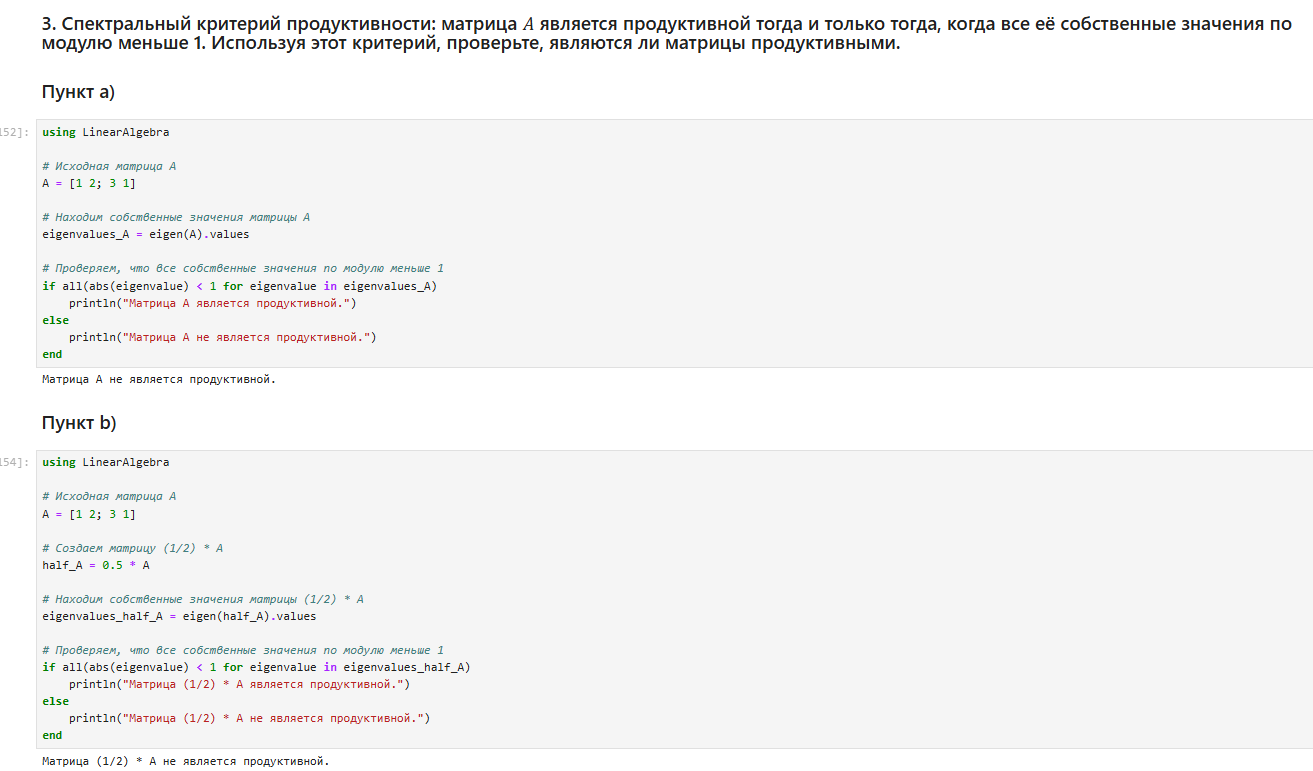 3. Спектральный критерий продуктивности: матрица A является продуктивной тогда и только тогда, когда все её собственные значения по
модулю меньше 1. Используя этот критерий, проверьте, являются ли матрицы продуктивными.
Пункт a)
152]:
using LinearAlgebra
# Исходная матрица A
A = [1 2; 3 1]
# Находим собственные значения матрицы A
eigenvalues_A = eigen(A).values
# Проверяем, что все собственные значения по модулю меньше 1
if all(abs(eigenvalue) < 1 for eigenvalue in eigenvalues_A)
    println("Матрица A является продуктивной.")
else
    println("Матрица A не является продуктивной.")
end
Матрица A не является продуктивной.
Пункт b)
154]:
using LinearAlgebra
# Исходная матрица A
A = [1 2; 3 1]
# Создаем матрицу (1/2) * A
half_A = 0.5 * A
# Находим собственные значения матрицы (1/2) * A
eigenvalues_half_A = eigen(half_A).values
# Проверяем, что все собственные значения по модулю меньше 1
if all(abs(eigenvalue) < 1 for eigenvalue in eigenvalues_half_A)
    println("Матрица (1/2) * A является продуктивной.")
else
    println("Матрица (1/2) * A не является продуктивной.")
end
Матрица (1/2) * A не является продуктивной.